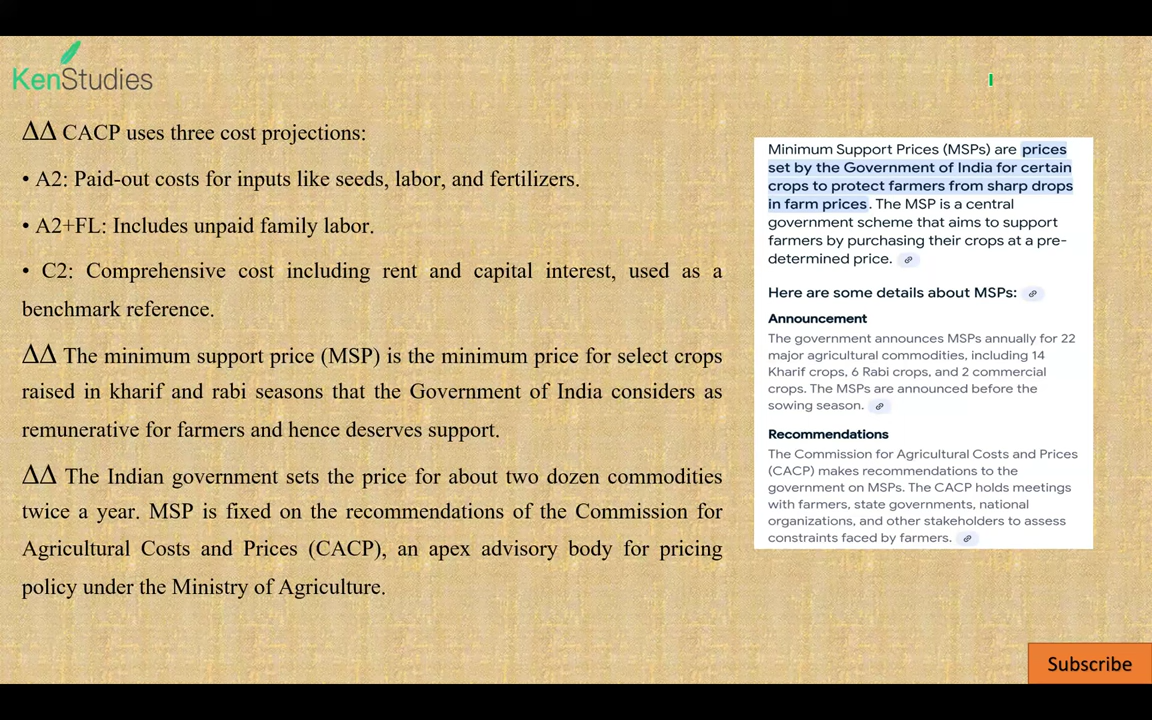 KenStudies
ΔΔ CACP uses three cost projections:
• A2: Paid-out costs for inputs like seeds, labor, and fertilizers.
• A2+FL: Includes unpaid family labor.
• C2: Comprehensive cost including rent and capital interest, used as a
benchmark reference.
ΔΔ The minimum support price (MSP) is the minimum price for select crops
raised in kharif and rabi seasons that the Government of India considers as
remunerative for farmers and hence deserves support.
ΔΔ The Indian government sets the price for about two dozen commodities
twice a year. MSP is fixed on the recommendations of the Commission for
Agricultural Costs and Prices (CACP), an apex advisory body for pricing
policy under the Ministry of Agriculture.
Minimum Support Prices (MSPs) are prices
set by the Government of India for certain
crops to protect farmers from sharp drops
in farm prices. The MSP is a central
government scheme that aims to support
farmers by purchasing their crops at a pre-
determined price.
Here are some details about MSPs:
Announcement
The government announces MSPs annually for 22
major agricultural commodities, including 14
Kharif crops, 6 Rabi crops, and 2 commercial
crops. The MSPs are announced before the
sowing season.
Recommendations
The Commission for Agricultural Costs and Prices
(CACP) makes recommendations to the
government on MSPs. The CACP holds meetings
with farmers, state governments, national
organizations, and other stakeholders to assess
constraints faced by farmers.
Subscribe